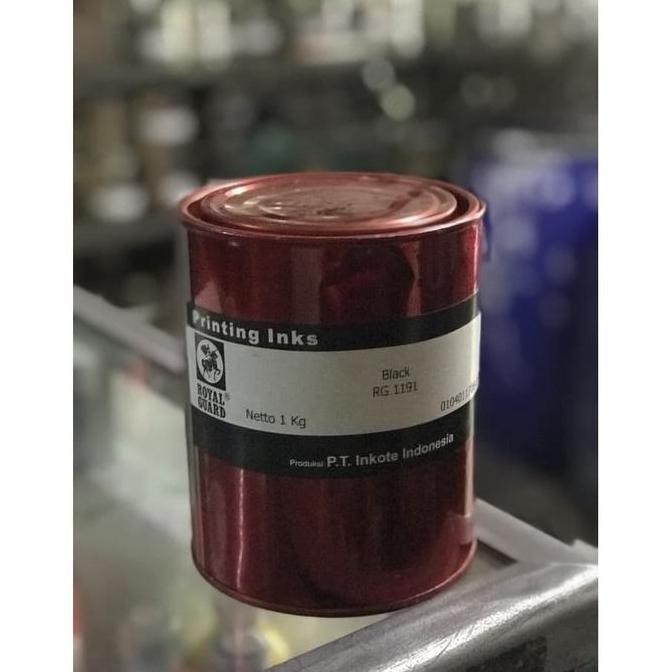 Printing Inks
ROYAL®
GUARD
Netto 1 Kg
Black
RG 1191
Produksi P.T. Inkote Indonesia